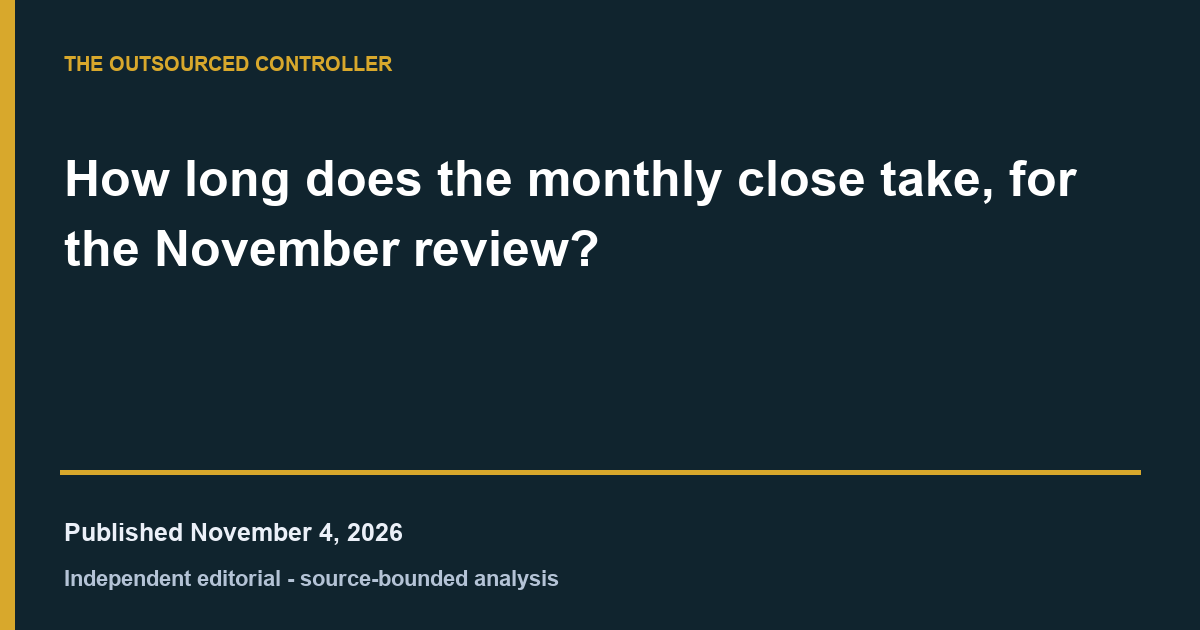 THE OUTSOURCED CONTROLLER
How long does the monthly close take, for
the November review?
Published November 4, 2026
Independent editorial - source-bounded analysis